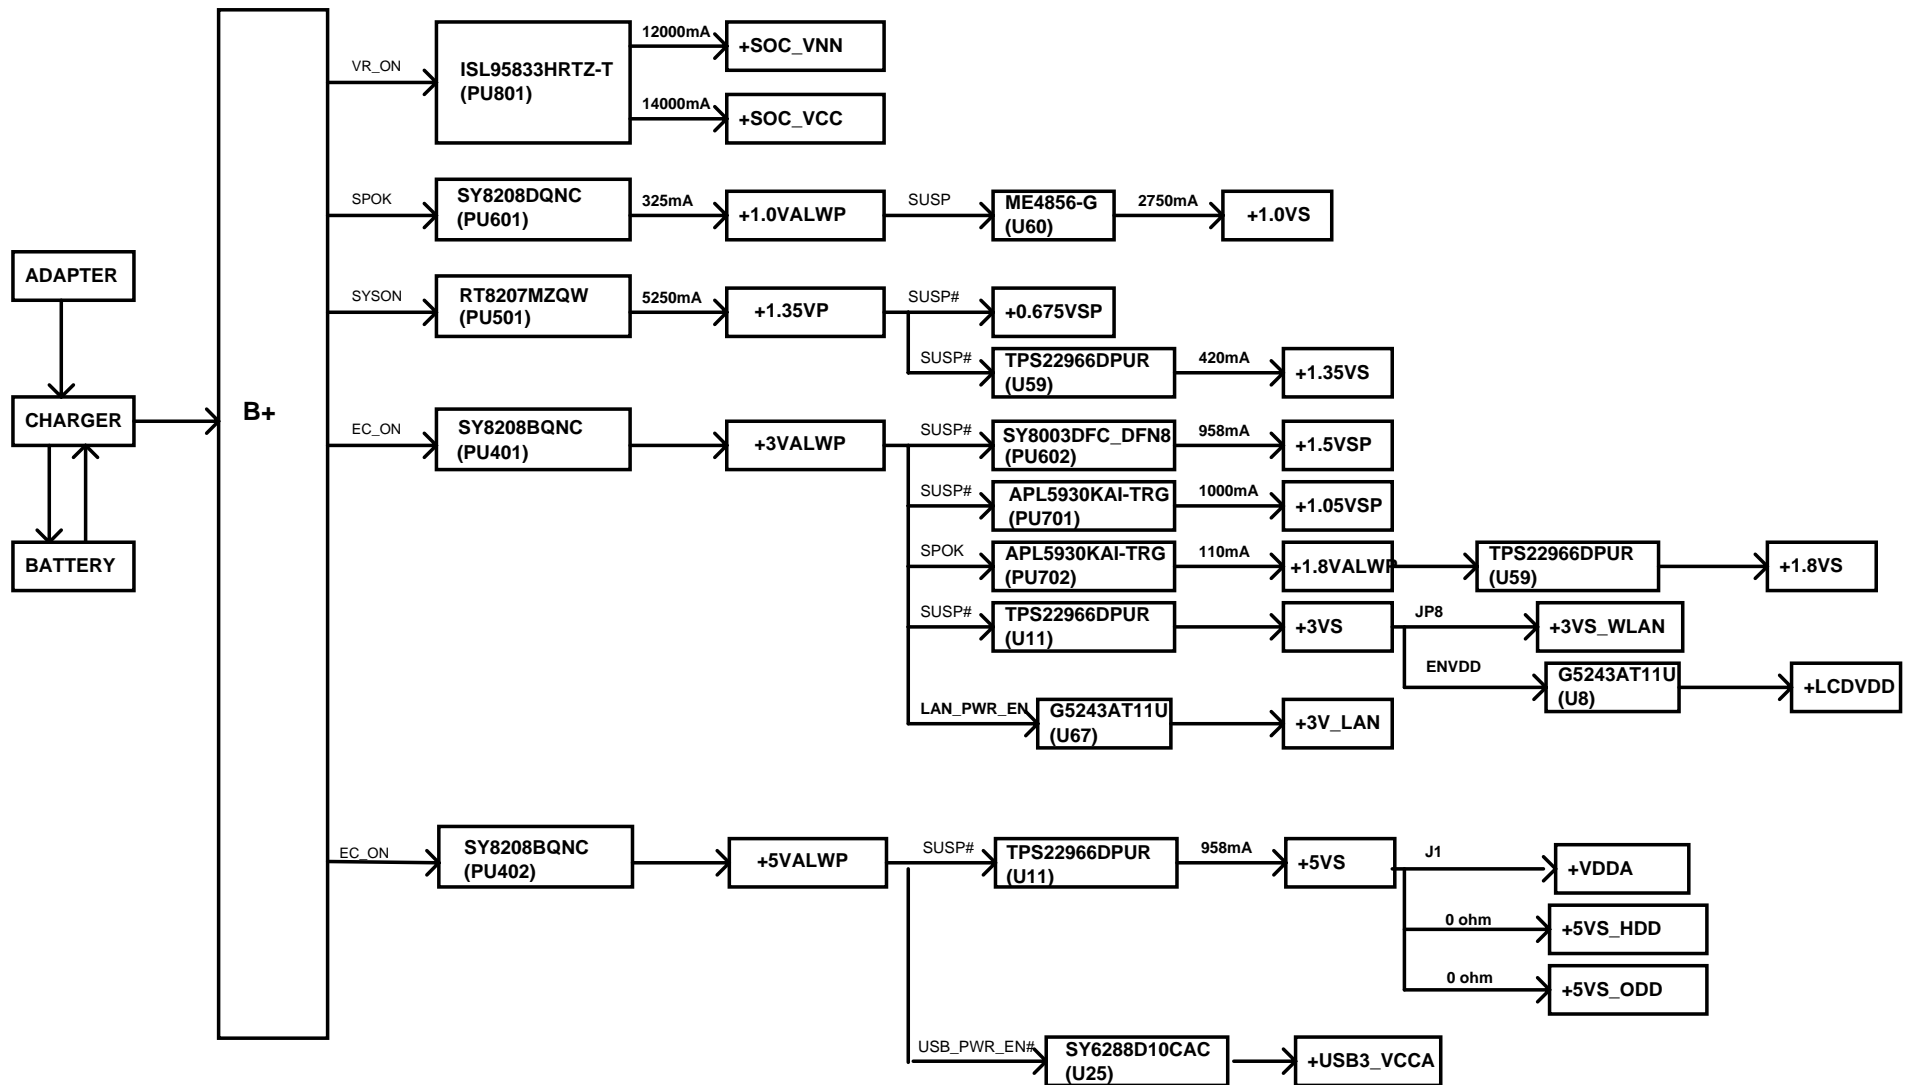 ADAPTER
CHARGER
BATTERY
B+
VR_ON
ISL95833HRTZ-T
(PU801)
12000mA
+SOC_VNN
14000mA
+SOC_VCC
SPOK
SY8208DQNC
(PU601)
325mA
+1.0VALWP
SUSP
ME4856-G
(U60)
2750mA
+1.0VS
SYSON
RT8207MZQW
(PU501)
5250mA
+1.35VP
SUSP#
+0.675VSP
SUSP#
TPS22966DPUR
(U59)
420mA
+1.35VS
EC_ON
SY8208BQNC
(PU401)
+3VALWP
SUSP#
SY8003DFC_DFN8
(PU602)
958mA
+1.5VSP
SUSP#
APL5930KAI-TRG
(PU701)
1000mA
+1.05VSP
SPOK
APL5930KAI-TRG
(PU702)
110mA
+1.8VALWP
TPS22966DPUR
(U59)
+1.8VS
SUSP#
TPS22966DPUR
(U11)
+3VS
JP8
+3VS_WLAN
ENVDD
G5243AT11U
(U8)
+LCDVDD
LAN_PWR_EN
G5243AT11U
(U67)
+3V_LAN
EC_ON
SY8208BQNC
(PU402)
+5VALWP
SUSP#
TPS22966DPUR
(U11)
958mA
+5VS
J1
+VDDA
0 ohm
+5VS_HDD
0 ohm
+5VS_ODD
USB_PWR_EN#
SY6288D10CAC
(U25)
+USB3_VCCA